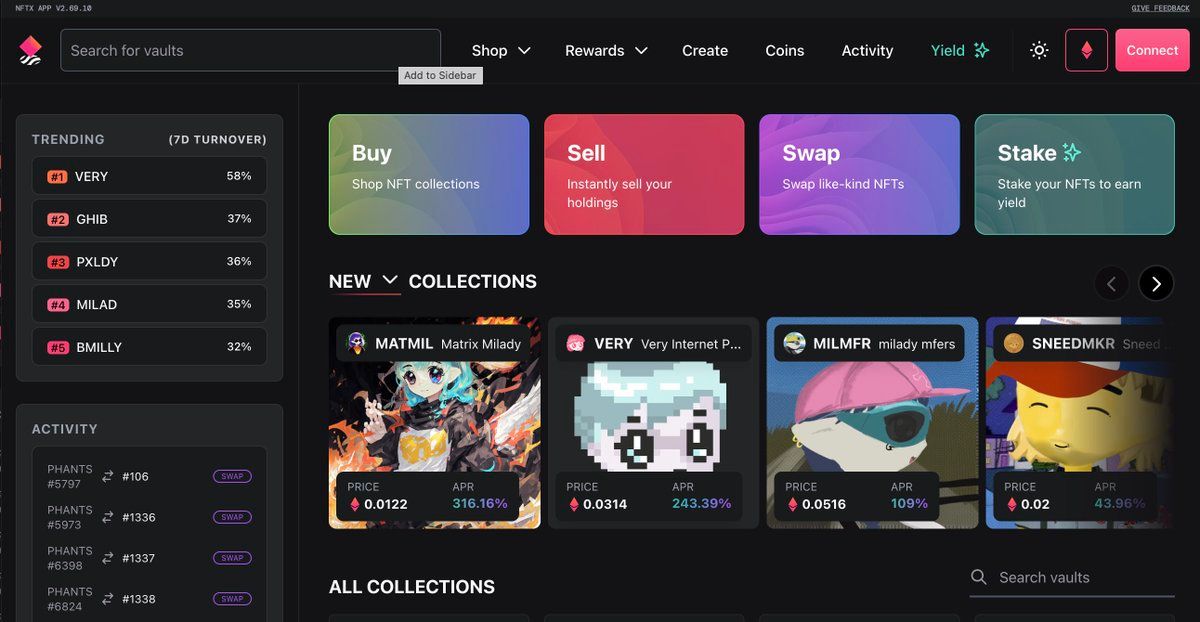 NFTX APP V2.69.10
GIVE FEEDBACK
Search for vaults
Shop
Rewards
Create
Coins
Activity
Yield
Connect
Add to Sidebar
TRENDING (7D TURNOVER)
#1 VERY 58%
#2 GHIB 37%
#3 PXLDY 36%
#4 MILAD 35%
#5 BMILLY 32%
ACTIVITY
PHANTS
#5797
#106
SWAP
PHANTS
#5973
#1336
SWAP
PHANTS
#6398
#1337
SWAP
PHANTS
#6824
#1338
SWAP
Buy
Shop NFT collections
Sell
Instantly sell your
holdings
Swap
Swap like-kind NFTs
Stake
Stake your NFTs to earn
yield
NEW COLLECTIONS
MATMIL Matrix Milady
PRICE APR
0.0122 316.16%
VERY Very Internet P...
PRICE APR
0.0314 243.39%
MILMFR milady mfers
PRICE APR
0.0516 109%
SNEEDMKR Sneed ...
PRICE APR
0.02 43.96%
ALL COLLECTIONS
Search vaults